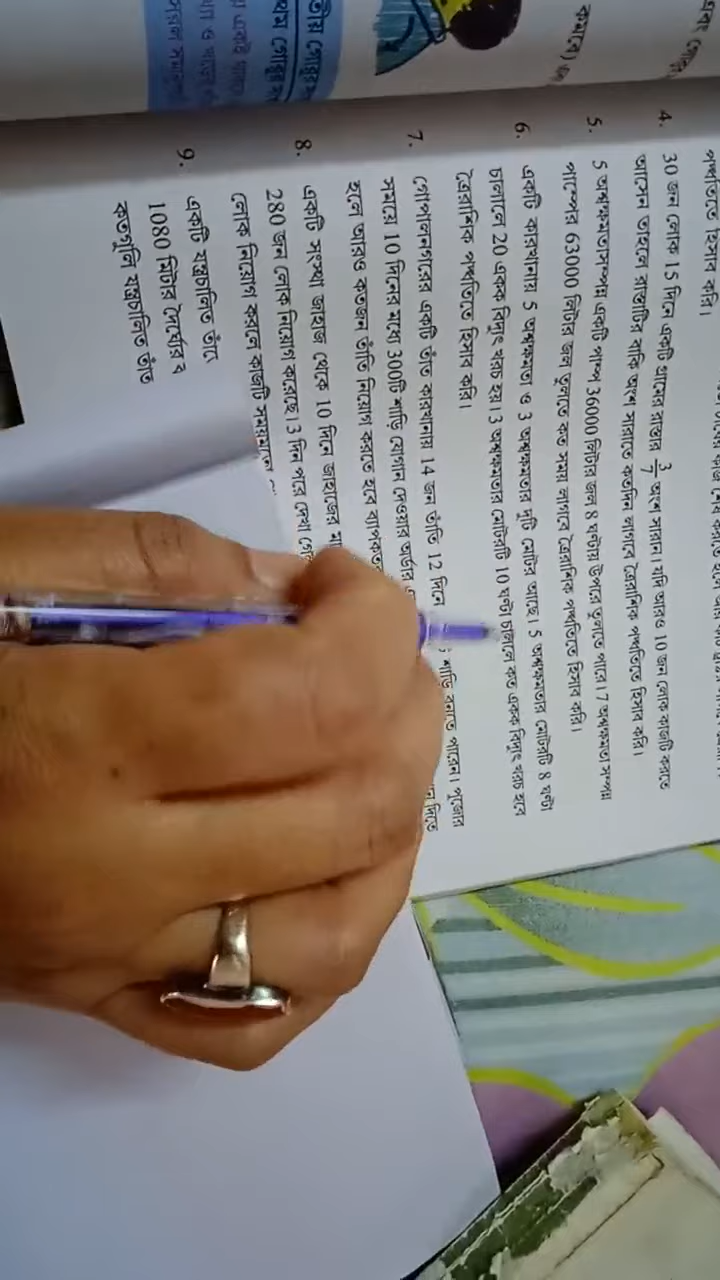 পদ্ধতিতে হিসাব করি।
4. 30 জন লোক 15 দিনে একটি গ্রামের রাস্তার 3/7 অংশ সারান। যদি আরও 10 জন লোক কাজটি করতে
আসেন তাহলে রাস্তাটির বাকি অংশ সারাতে কতদিন লাগবে ত্রৈরাশিক পদ্ধতিতে হিসাব করি।
5. 5 অশ্বক্ষমতাসম্পন্ন একটি পাম্প 36000 লিটার জল 8 ঘণ্টায় উপরে তুলতে পারে। 7 অশ্বক্ষমতা সম্পন্ন
পাম্পের 63000 লিটার জল তুলতে কত সময় লাগবে ত্রৈরাশিক পদ্ধতিতে হিসাব করি।
6. একটি কারখানায় 5 অশ্বক্ষমতা ও 3 অশ্বক্ষমতার দুটি মোটর আছে। 5 অশ্বক্ষমতার মোটরটি 8 ঘণ্টা
চালালে 20 একক বিদ্যুৎ খরচ হয়। 3 অশ্বক্ষমতার মোটরটি 10 ঘণ্টা চললে কত একক বিদ্যুৎ খরচ হবে
ত্রৈরাশিক পদ্ধতিতে হিসাব করি।
7. গোপালনগরের একটি তাঁত কারখানায় 14 জন তাঁতি 12 দিনে শাড়ি বুনতে পারেন। পুজোর
সময়ে 10 দিনের মধ্যে 300টি শাড়ি যোগান দেওয়ার অর্ডার দিতে
হলে আরও কতজন তাঁতি নিয়োগ করতে হবে
8. একটি সংস্থা জাহাজ থেকে 10 দিনে জাহাজের
280 জন লোক নিয়োগ করেছে। 3 দিন পরে দেখা
লোক নিয়োগ করলে কাজটি
9. একটি যন্ত্রচালিত তাঁতে
1080 মিটার দৈর্ঘ্যের
কতগুলি যন্ত্রচালিত তাঁত